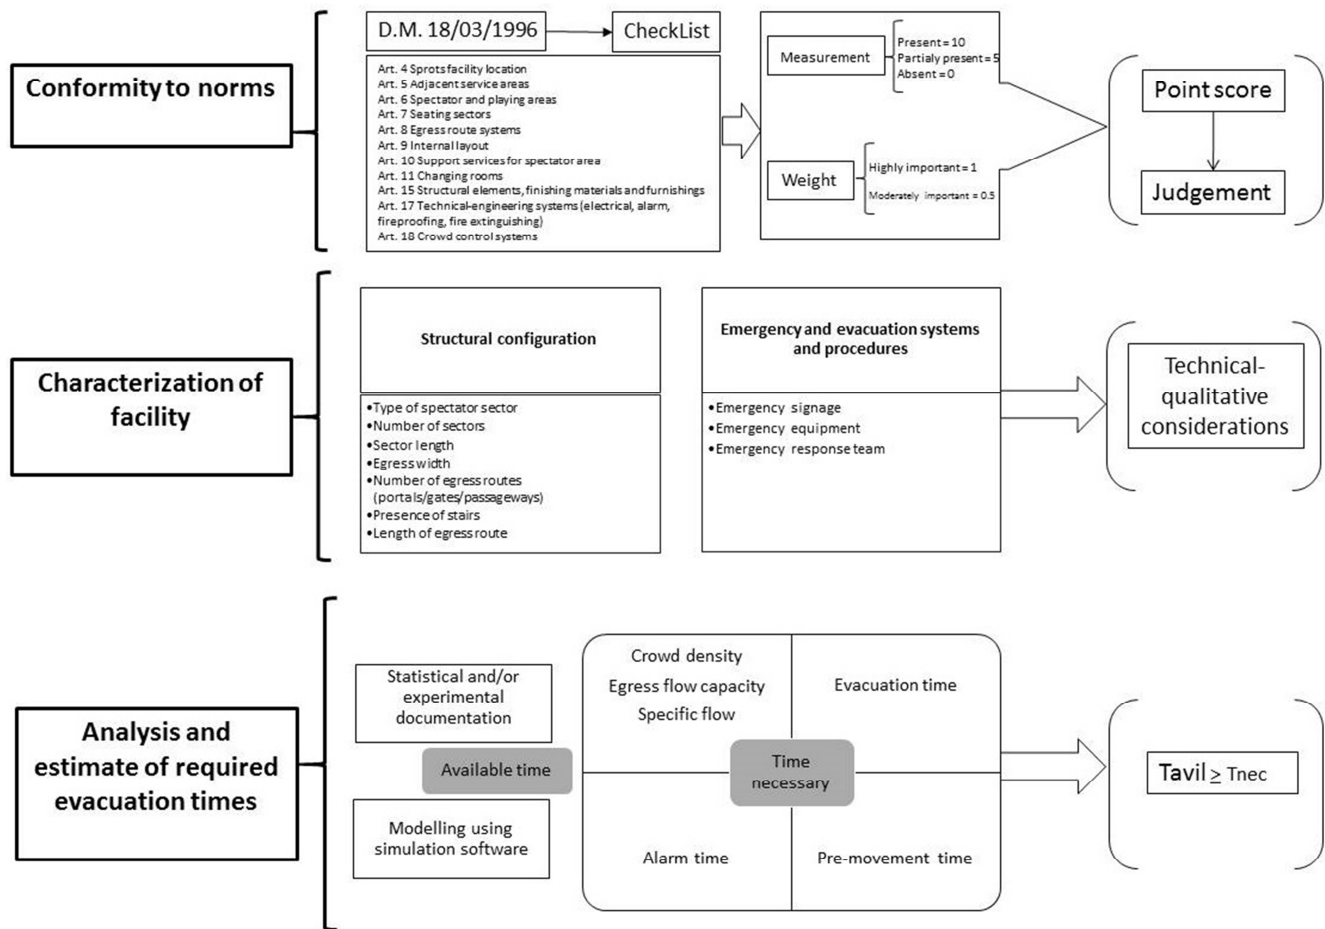 Conformity to norms
D.M. 18/03/1996
CheckList
Art. 4 Sprots facility location
Art. 5 Adjacent service areas
Art. 6 Spectator and playing areas
Art. 7 Seating sectors
Art. 8 Egress route systems
Art. 9 Internal layout
Art. 10 Support services for spectator area
Art. 11 Changing rooms
Art. 15 Structural elements, finishing materials and furnishings
Art. 17 Technical-engineering systems (electrical, alarm,
fireproofing, fire extinguishing)
Art. 18 Crowd control systems
Measurement
Present = 10
Partialy present = 5
Absent = 0
Weight
Highly important = 1
Moderately important = 0.5
Point score
Judgement
Characterization of
facility
Structural configuration
•Type of spectator sector
•Number of sectors
•Sector length
•Egress width
•Number of egress routes
(portals/gates/passageways)
•Presence of stairs
•Length of egress route
Emergency and evacuation systems
and procedures
•Emergency signage
•Emergency equipment
•Emergency response team
Technical-
qualitative
considerations
Analysis and
estimate of required
evacuation times
Statistical and/or
experimental
documentation
Available time
Modelling using
simulation software
Crowd density
Egress flow capacity
Specific flow
Evacuation time
Time
necessary
Alarm time
Pre-movement time
Tavil ≥ Tnec